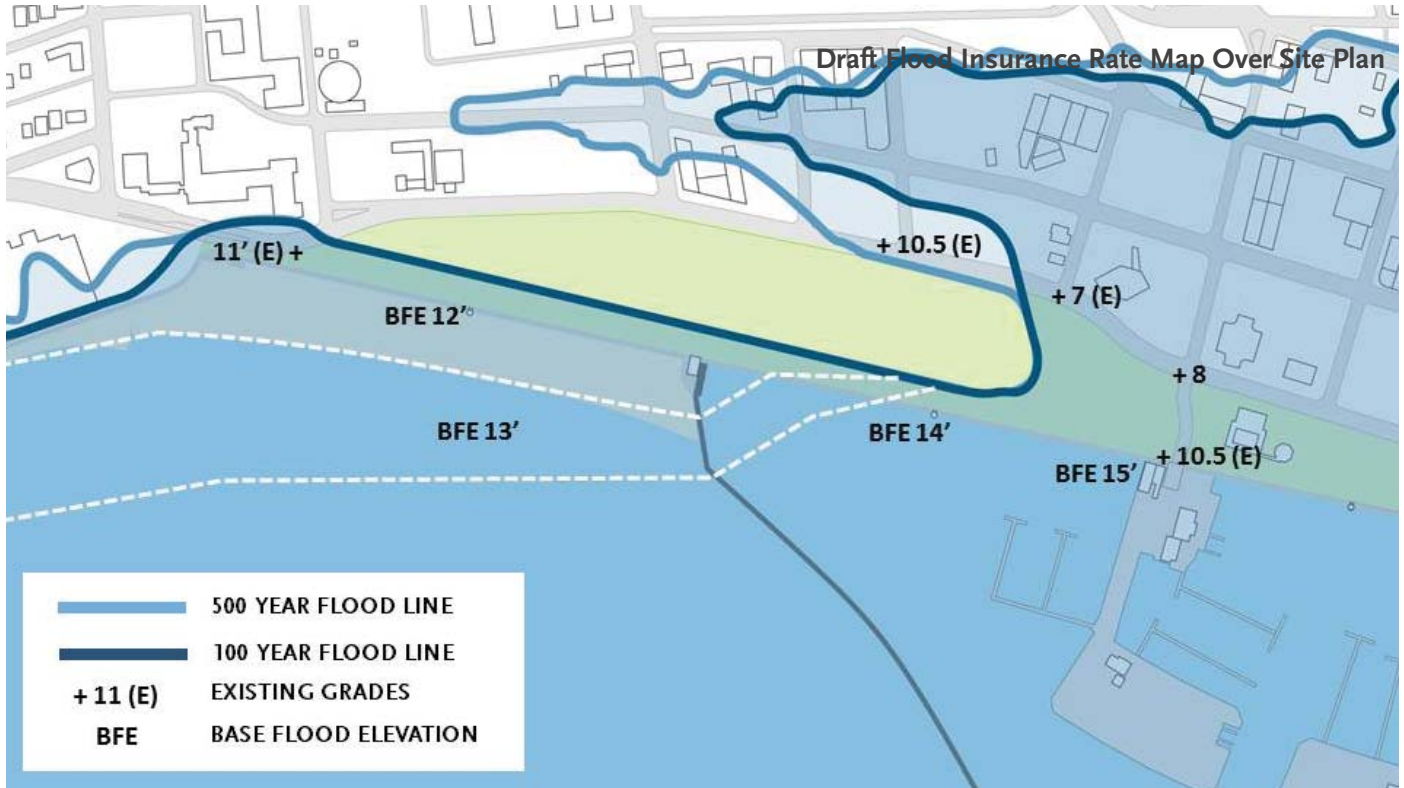 Draft Flood Insurance Rate Map Over Site Plan
11' (E) +
+ 10.5 (E)
+ 7 (E)
BFE 12'
+ 8
BFE 13'
BFE 14'
+ 10.5 (E)
BFE 15'
500 YEAR FLOOD LINE
100 YEAR FLOOD LINE
+ 11 (E) EXISTING GRADES
BFE BASE FLOOD ELEVATION